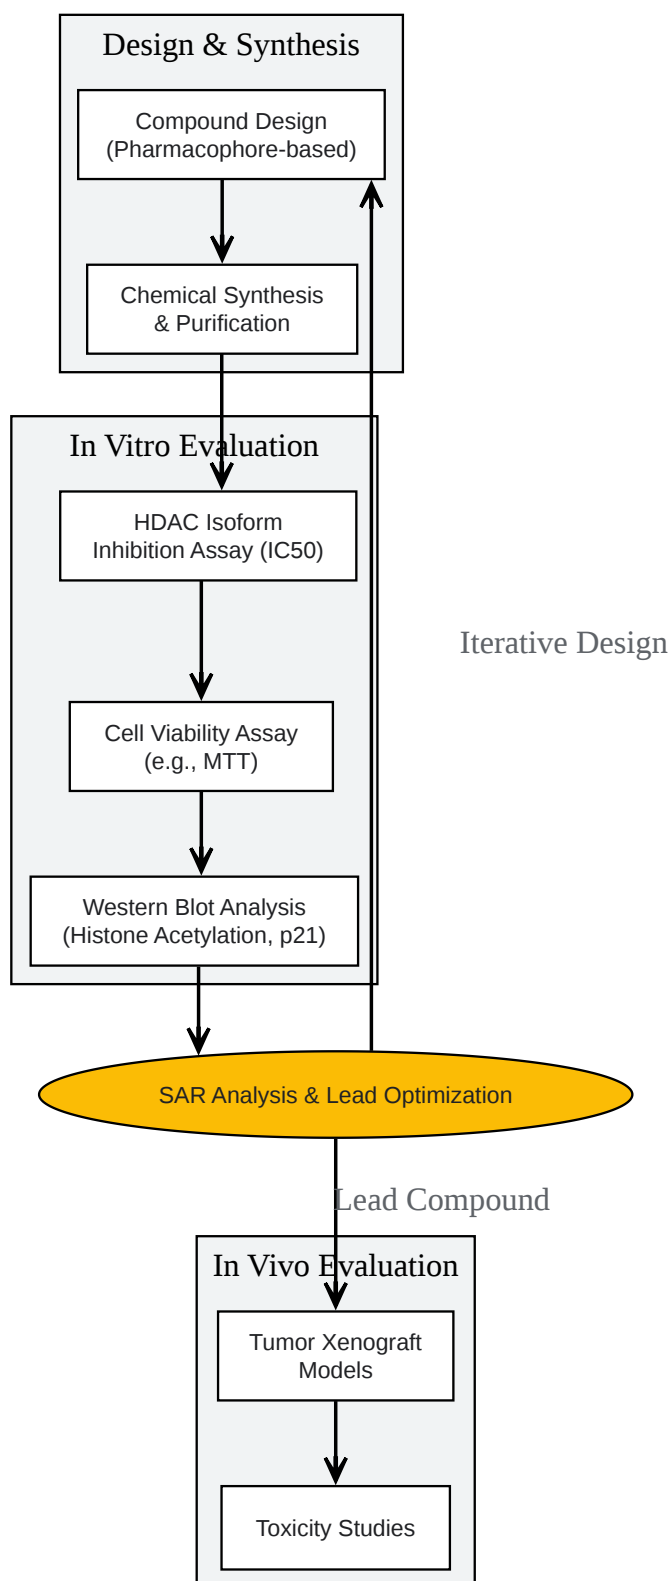 Design & Synthesis
Compound Design
(Pharmacophore-based)
Chemical Synthesis
& Purification
In Vitro Evaluation
HDAC Isoform
Inhibition Assay (IC50)
Iterative Design
Cell Viability Assay
(e.g., MTT)
Western Blot Analysis
(Histone Acetylation, p21)
SAR Analysis & Lead Optimization
Lead Compound
In Vivo Evaluation
Tumor Xenograft
Models
Toxicity Studies